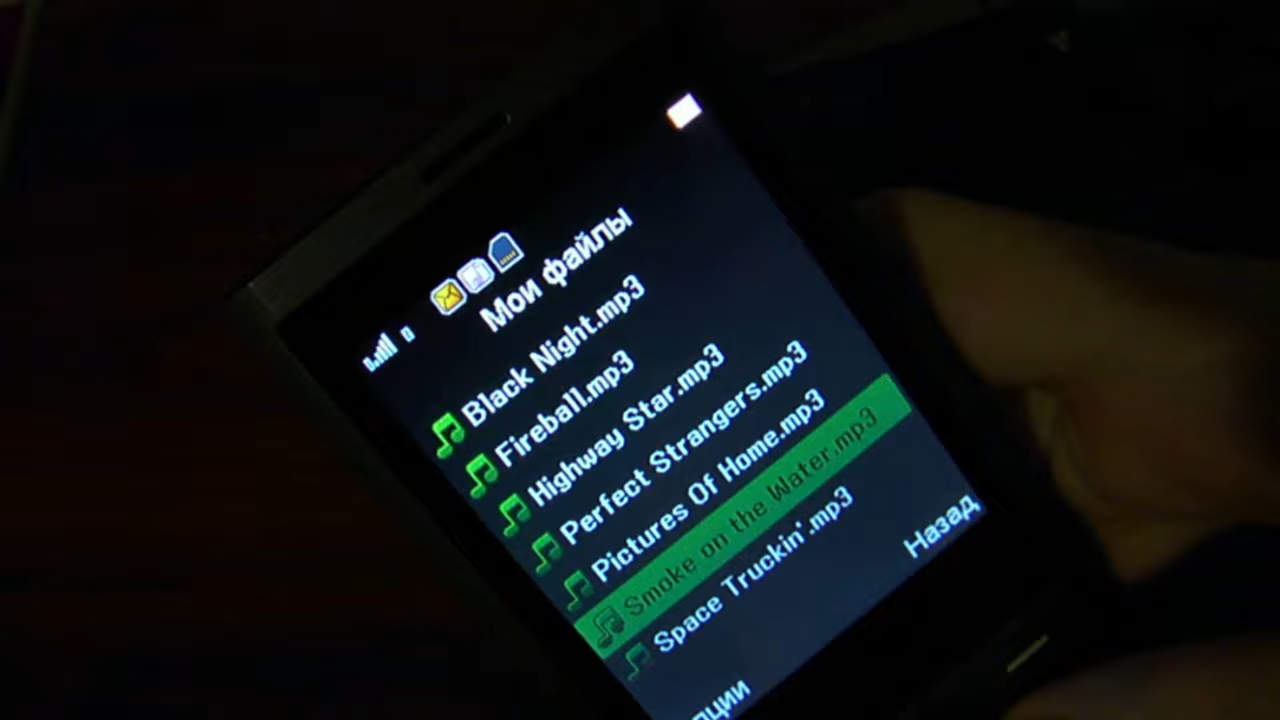 Мои файлы
Black Night.mp3
Fireball.mp3
Highway Star.mp3
Perfect Strangers.mp3
Pictures Of Home.mp3
Smoke on the Water.mp3
Space Truckin'.mp3
Назад